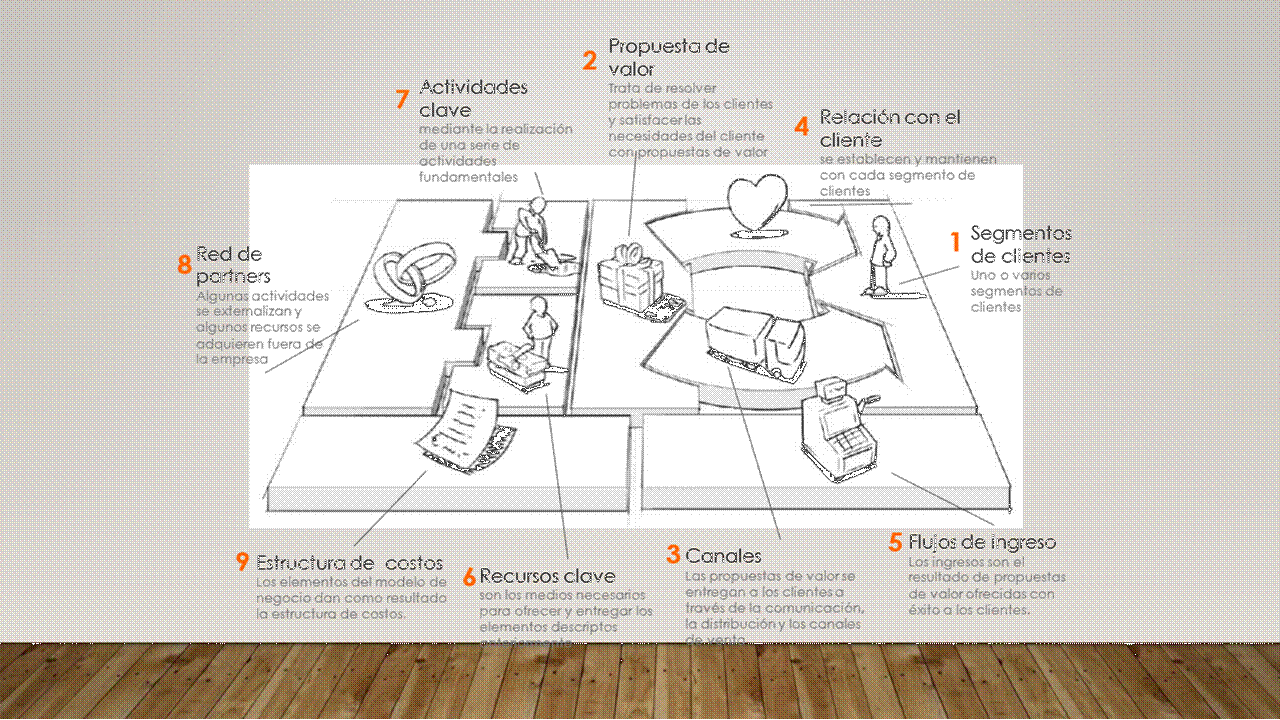 2 Propuesta de
valor
Trata de resolver
problemas de los clientes
y satisfacer las
necesidades del cliente
con propuestas de valor
7 Actividades
clave
mediante la realización
de una serie de
actividades
fundamentales
4 Relación con el
cliente
se establecen y mantienen
con cada segmento de
clientes
1 Segmentos
de clientes
Uno o varios
segmentos de
clientes
8 Red de
partners
Algunas actividades
se externalizan y
algunos recursos se
adquieren fuera de
la empresa
9 Estructura de costos
Los elementos del modelo de
negocio dan como resultado
la estructura de costos.
6 Recursos clave
son los medios necesarios
para ofrecer y entregar los
elementos descriptos
anteriormente
3 Canales
Las propuestas de valor se
entregan a los clientes a
través de la comunicación,
la distribución y los canales
de venta
5 Flujos de ingreso
Los ingresos son el
resultado de propuestas
de valor ofrecidas con
éxito a los clientes.